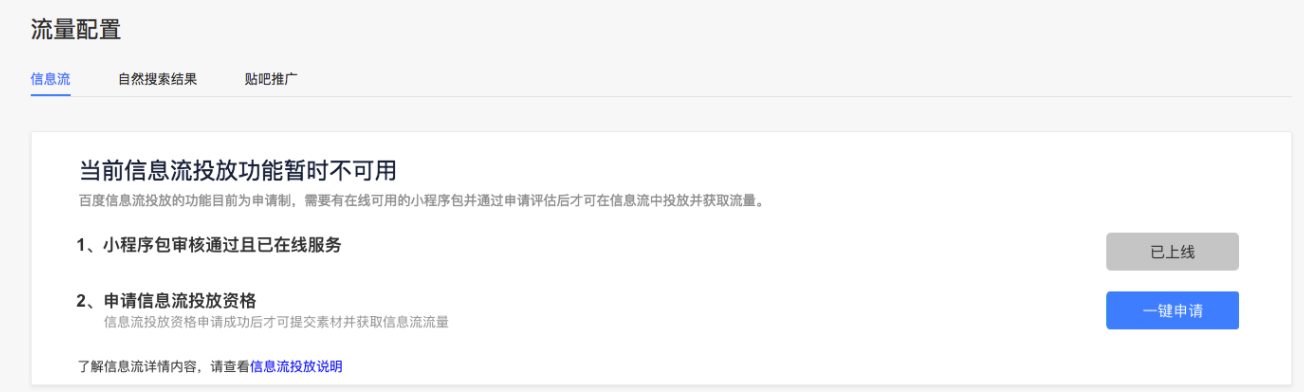 流量配置
信息流 自然搜索结果 贴吧推广
当前信息流投放功能暂时不可用
百度信息流投放的功能目前为申请制，需要有在线可用的小程序包并通过申请评估后才可在信息流中投放并获取流量。
1、小程序包审核通过且已在线服务
已上线
2、申请信息流投放资格
信息流投放资格申请成功后才可提交素材并获取信息流流量
一键申请
了解信息流详情内容，请查看信息流投放说明